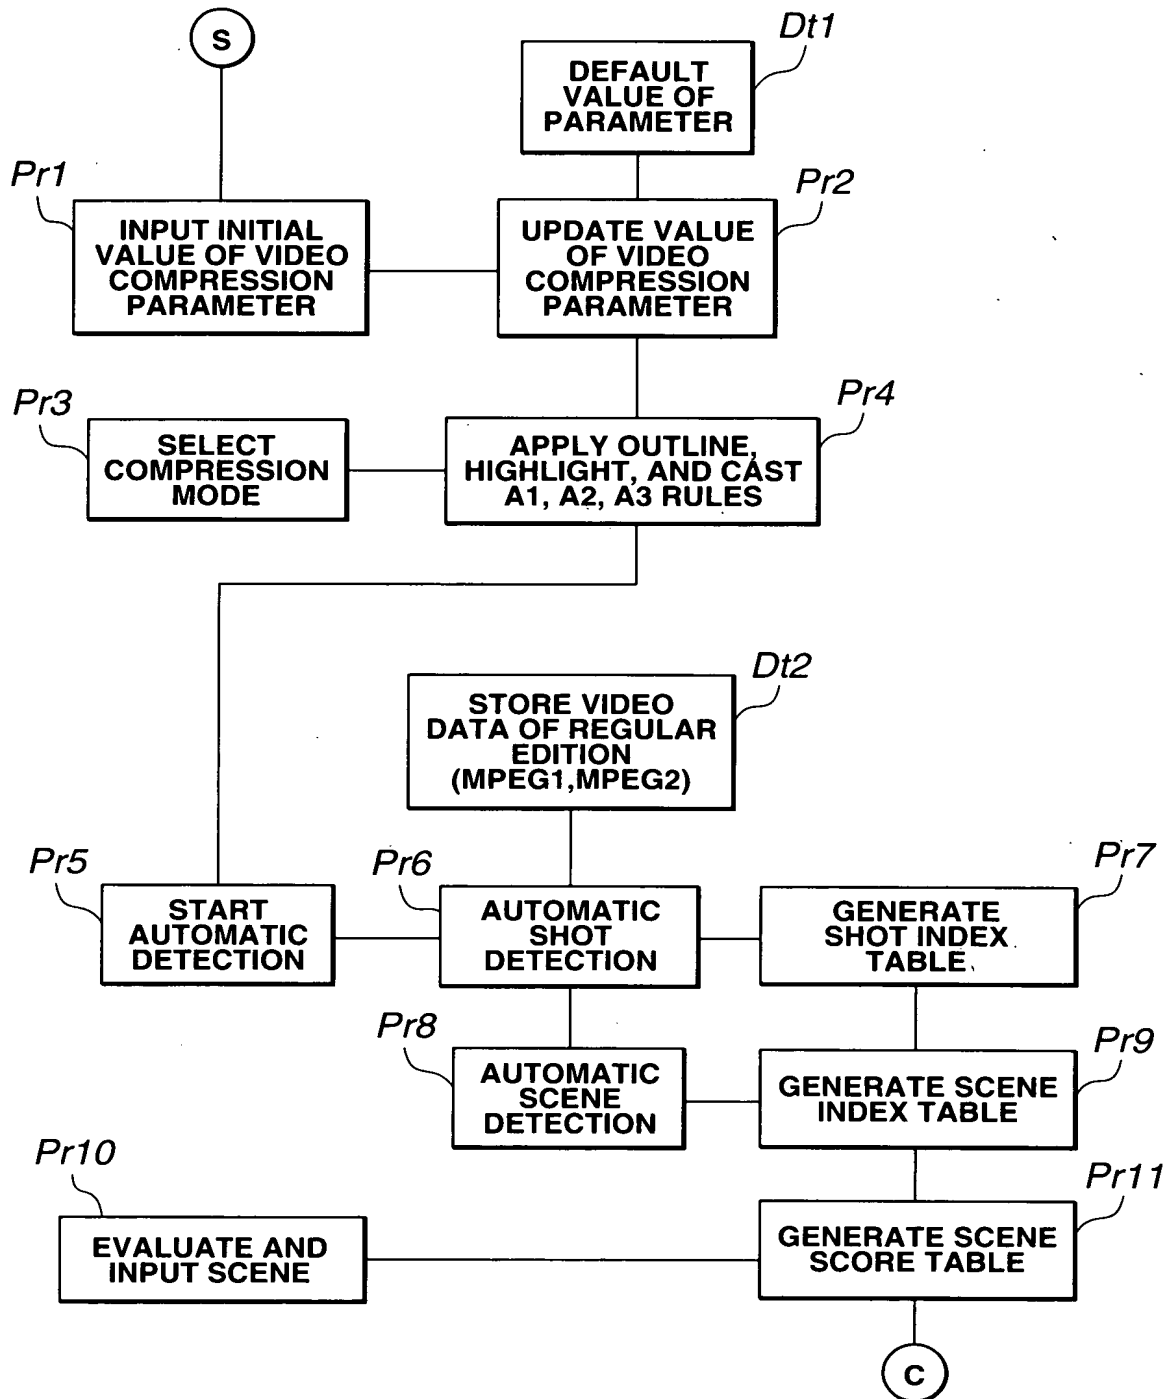 S
Dt1
DEFAULT
VALUE OF
PARAMETER
Pr1
INPUT INITIAL
VALUE OF VIDEO
COMPRESSION
PARAMETER
Pr2
UPDATE VALUE
OF VIDEO
COMPRESSION
PARAMETER
Pr3
SELECT
COMPRESSION
MODE
Pr4
APPLY OUTLINE,
HIGHLIGHT, AND CAST
A1, A2, A3 RULES
Dt2
STORE VIDEO
DATA OF REGULAR
EDITION
(MPEG1,MPEG2)
Pr5
START
AUTOMATIC
DETECTION
Pr6
AUTOMATIC
SHOT
DETECTION
Pr7
GENERATE
SHOT INDEX
TABLE
Pr8
AUTOMATIC
SCENE
DETECTION
Pr9
GENERATE SCENE
INDEX TABLE
Pr10
EVALUATE AND
INPUT SCENE
Pr11
GENERATE SCENE
SCORE TABLE
C